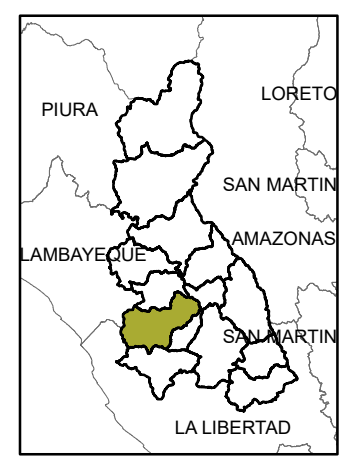 LORETO
PIURA
SAN MARTIN
AMAZONAS
LAMBAYEQUE
SAN MARTIN
LA LIBERTAD